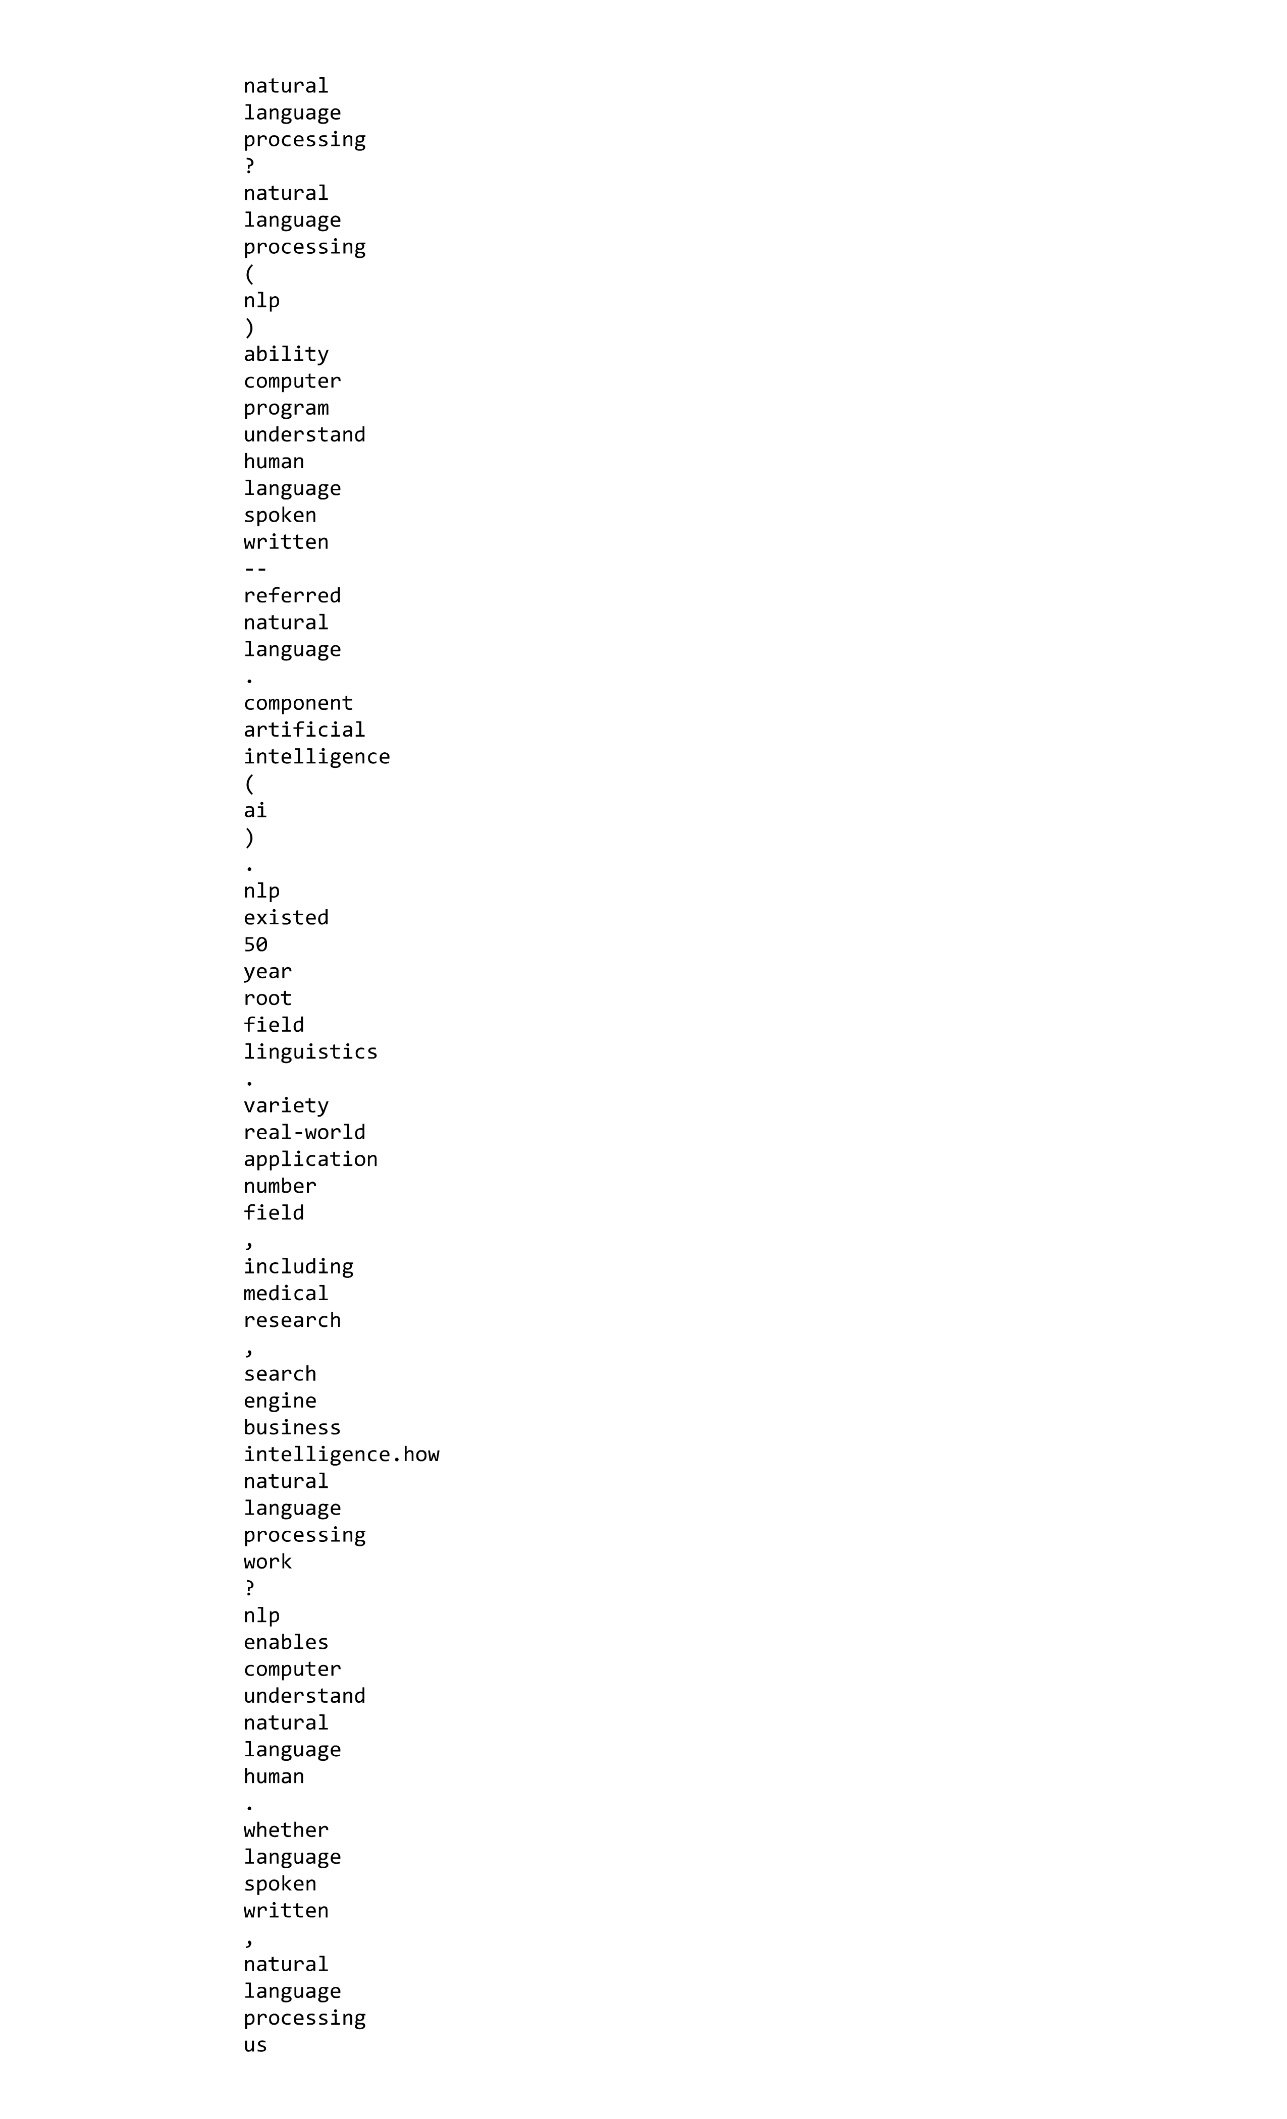 natural
language
processing
?
natural
language
processing
(
nlp
)
ability
computer
program
understand
human
language
spoken
written
--
referred
natural
language
.
component
artificial
intelligence
(
ai
)
.
nlp
existed
50
year
root
field
linguistics
.
variety
real-world
application
number
field
,
including
medical
research
,
search
engine
business
intelligence.how
natural
language
processing
work
?
nlp
enables
computer
understand
natural
language
human
.
whether
language
spoken
written
,
natural
language
processing
us